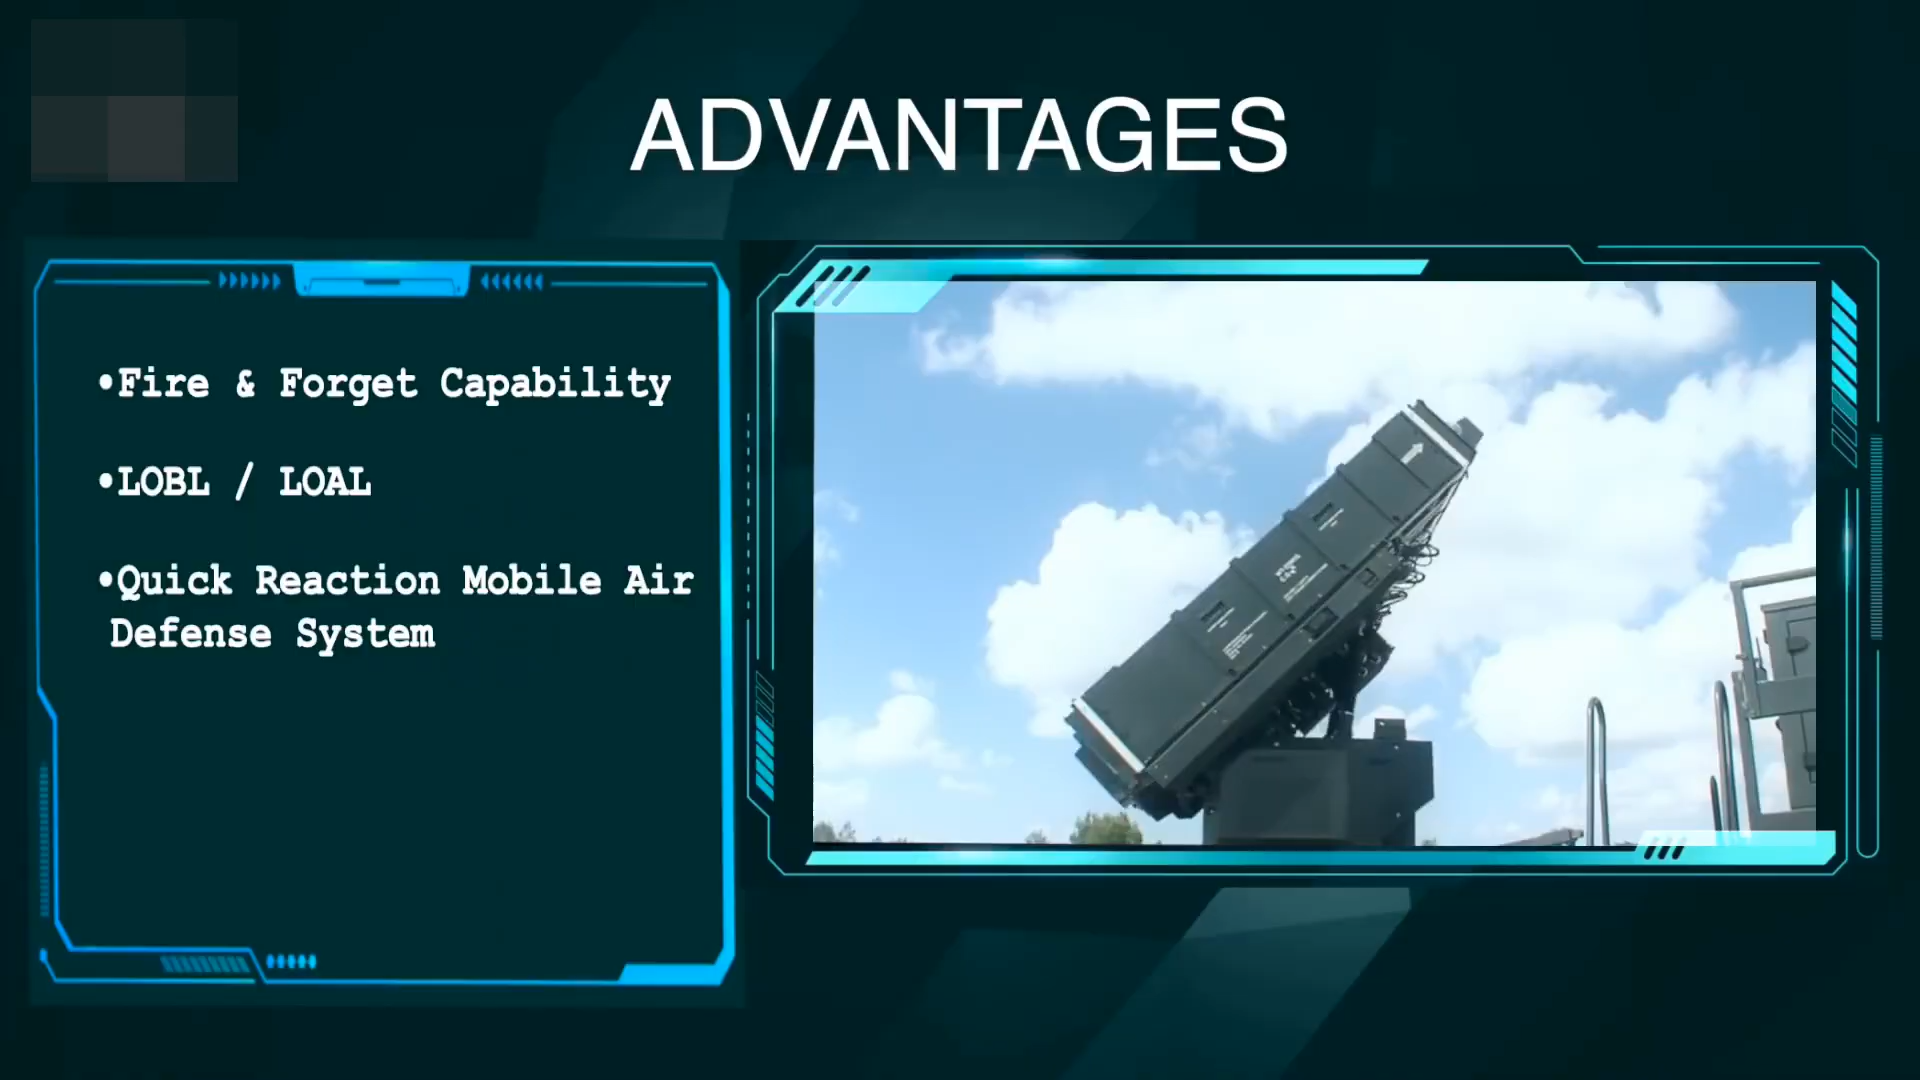 ADVANTAGES
•Fire & Forget Capability
•LOBL / LOAL
•Quick Reaction Mobile Air
Defense System